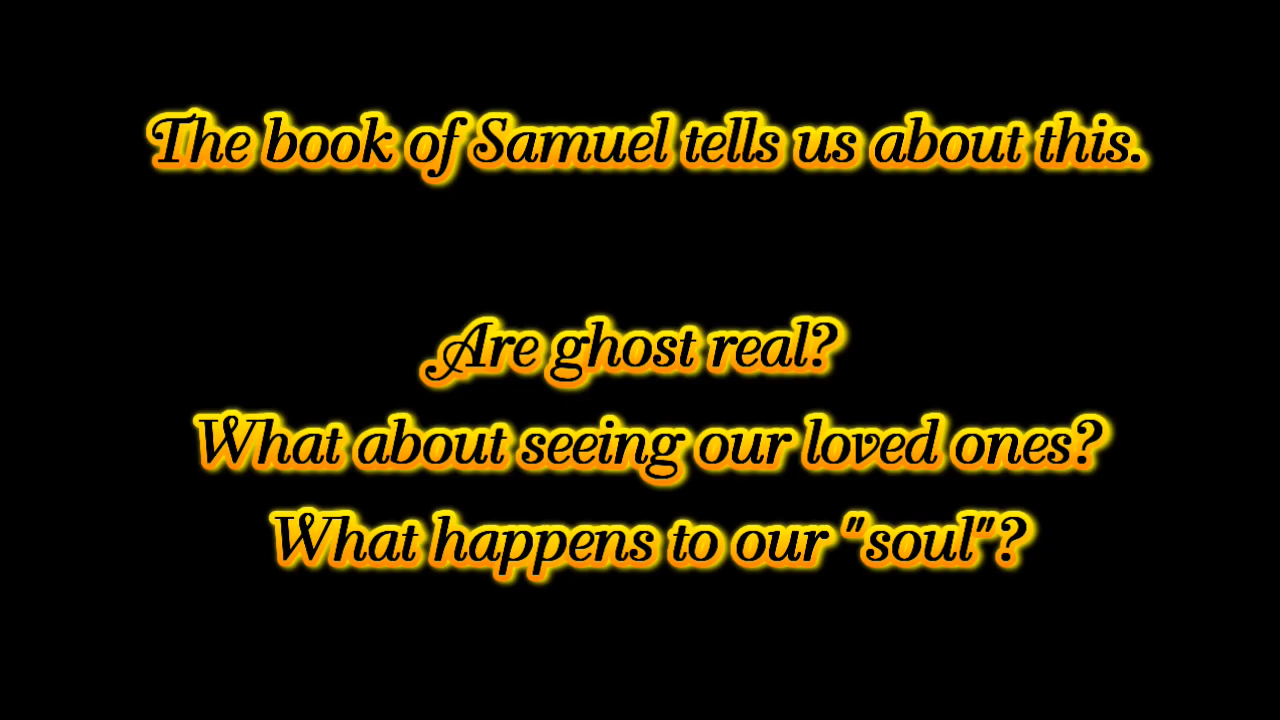 The book of Samuel tells us about this.
Are ghost real?
What about seeing our loved ones?
What happens to our "soul"?